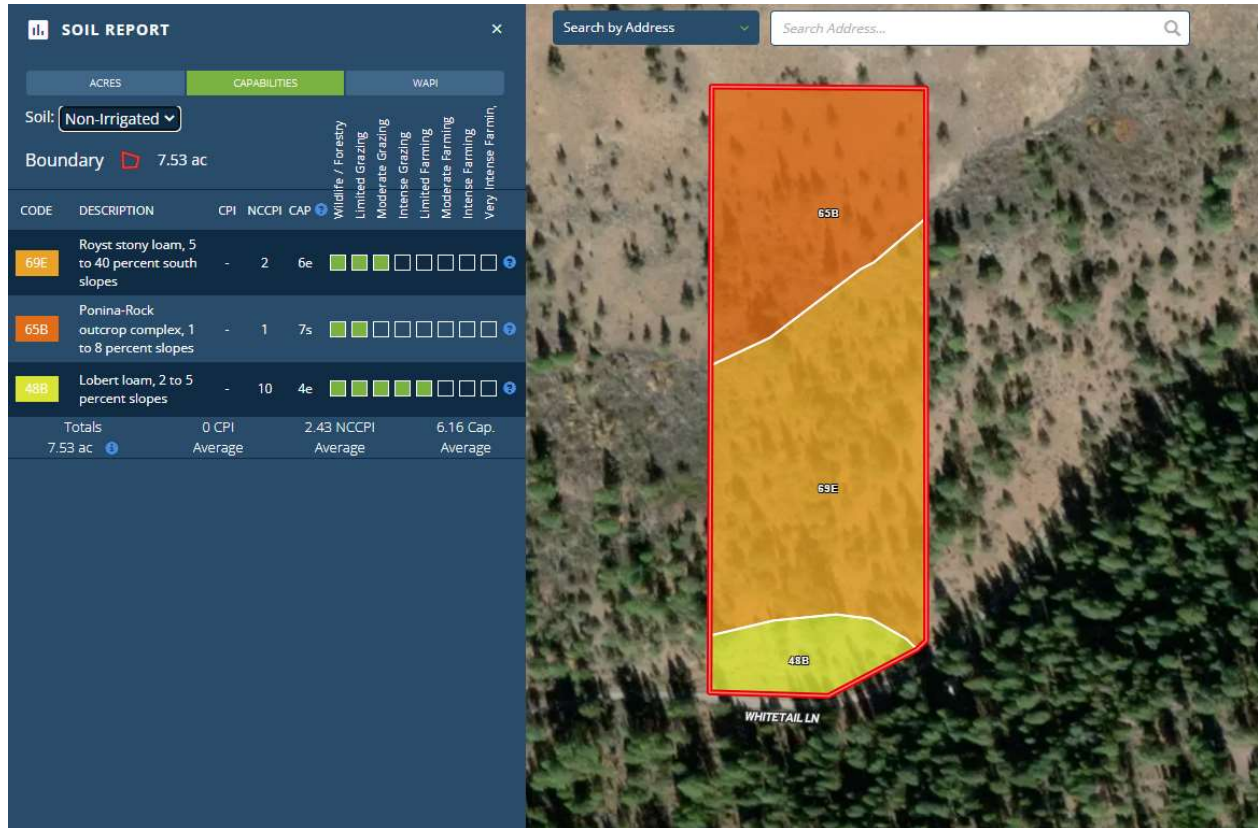 SOIL REPORT
×
Search by Address
Search Address...
ACRES
CAPABILITIES
WAPI
Soil: Non-Irrigated
Boundary 7.53 ac
CODE
DESCRIPTION
CPI
NCCPI
CAP
?
Wildlife / Forestry
Limited Grazing
Moderate Grazing
Intense Grazing
Limited Farming
Moderate Farming
Intense Farming
Very Intense Farmin
69E
Royst stony loam, 5
to 40 percent south
slopes
-
2
6e
?
65B
Ponina-Rock
outcrop complex, 1
to 8 percent slopes
-
1
7s
?
48B
Lobert loam, 2 to 5
percent slopes
-
10
4e
?
Totals
7.53 ac
0 CPI
Average
2.43 NCCPI
Average
6.16 Cap.
Average
65B
69E
48B
WHITETAIL LN